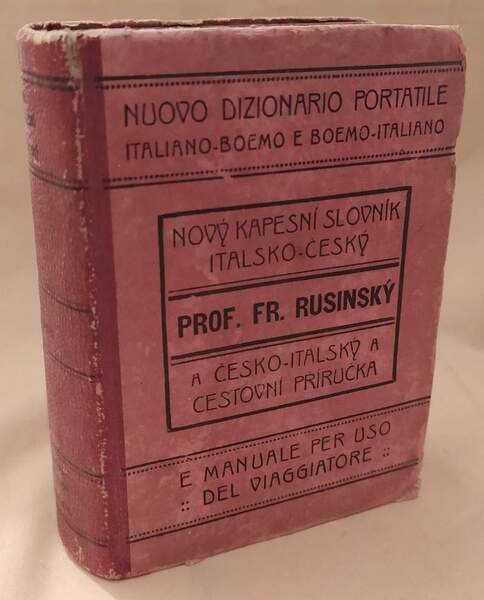 NUOVO DIZIONARIO PORTATILE
ITALIANO-BOEMO E BOEMO-ITALIANO
NOVÝ KAPESNÍ SLOVNÍK
ITALSKO-ČESKÝ
PROF. FR. RUSINSKÝ
A ČESKO-ITALSKÝ A
CESTOVNÍ PŘÍRUČKA
E MANUALE PER USO
:: DEL VIAGGIATORE ::